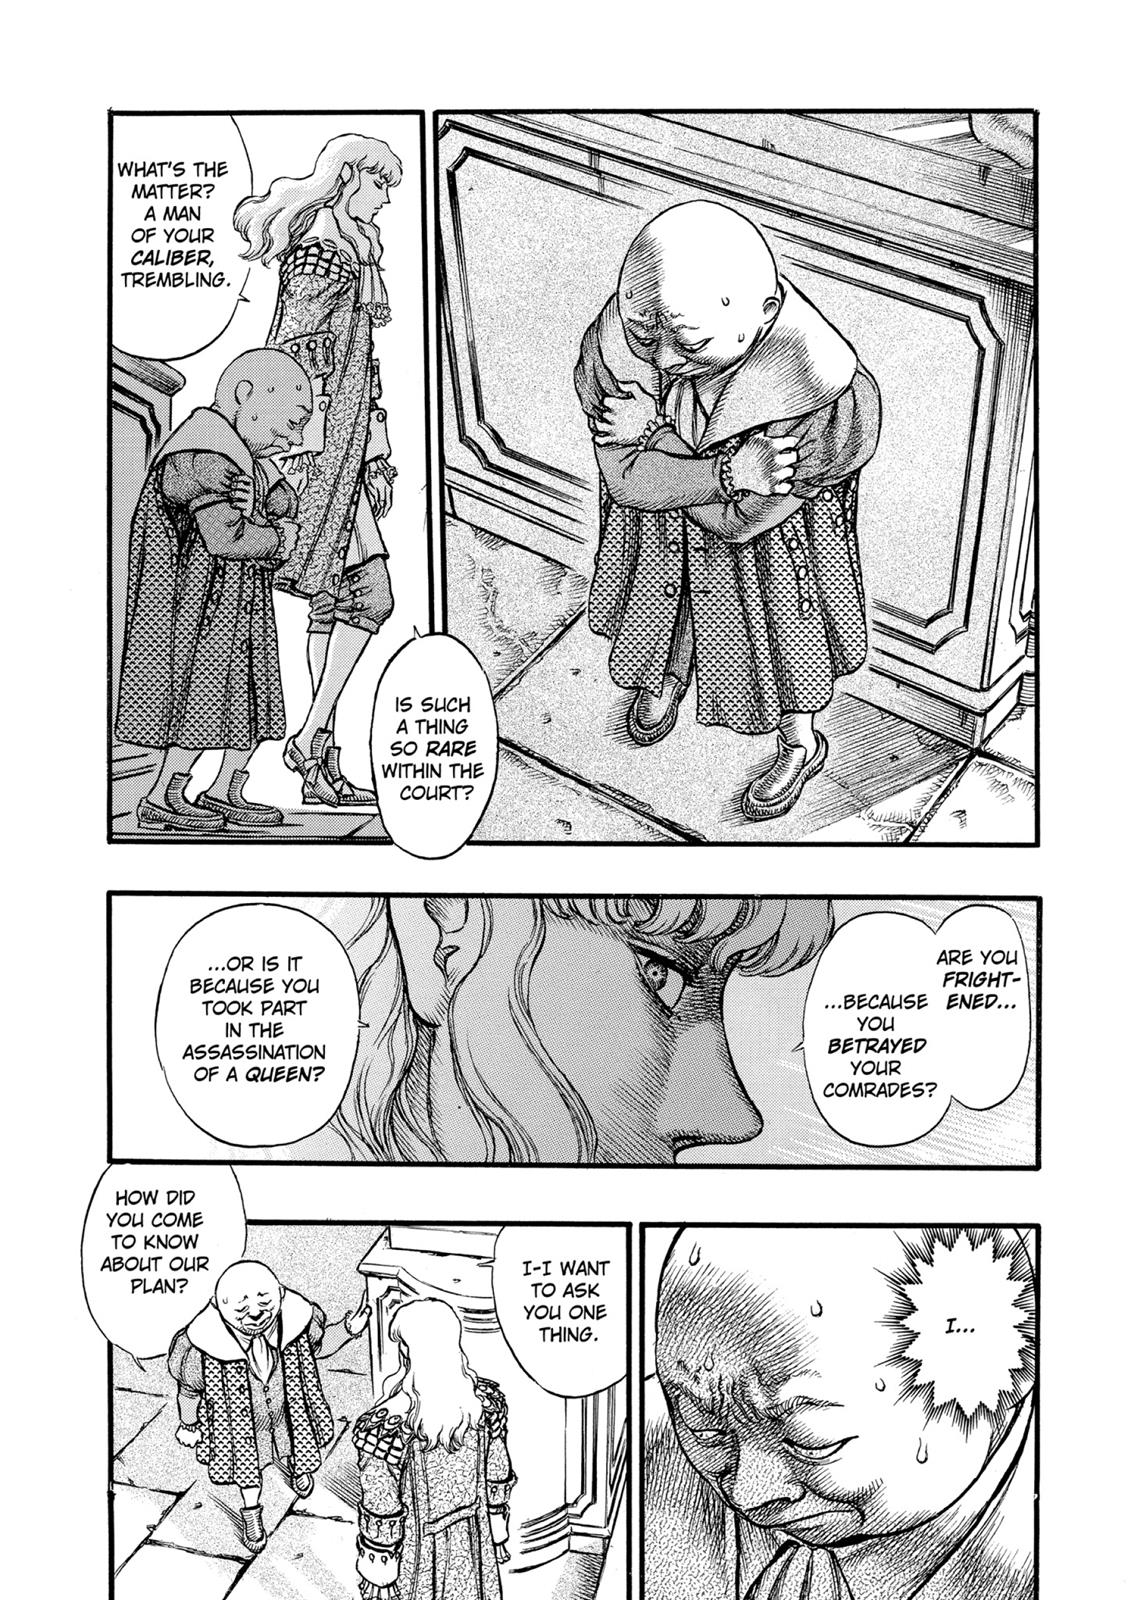 ARE YOU
FRIGHT-
ENED...
...BECAUSE
YOU
BETRAYED
YOUR
COMRADES?
...OR IS IT
BECAUSE YOU
TOOK PART
IN THE
ASSASSINATION
OF A QUEEN?
WHAT'S THE
MATTER?
A MAN
OF YOUR
CALIBER,
TREMBLING.
IS SUCH
A THING
SO RARE
WITHIN THE
COURT?
I...
I-I WANT
TO ASK
YOU ONE
THING.
HOW DID
YOU COME
TO KNOW
ABOUT OUR
PLAN?